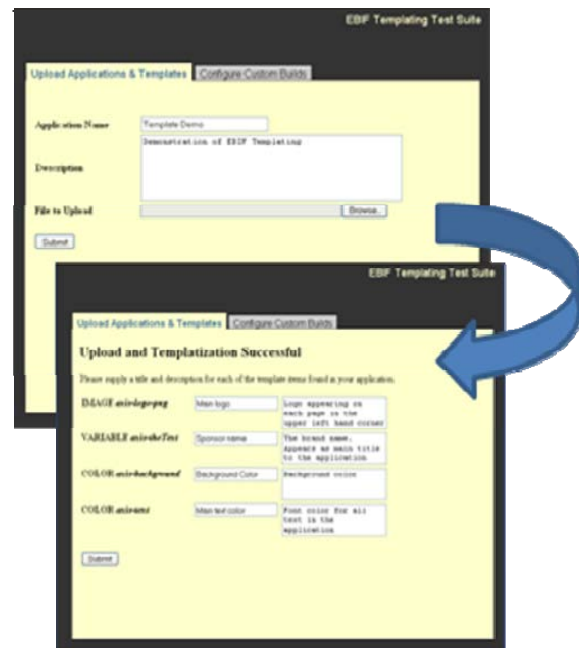 EBIF Templating Test Suite
Upload Applications & Templates Configure Custom Builds
Application Name Template Demo
Description Demonstration of EBIF Templating
File to Upload Browse..
Submit
EBIF Templating Test Suite
Upload Applications & Templates Configure Custom Builds
Upload and Templatization Successful
Please supply a title and description for each of the template items found in your application.
IMAGE Main logo Logo appearing on
each page in the
upper left hand corner
VARIABLE Sponsor name The brand name.
Appears as main title
to the application
COLOR Background Color Background color
COLOR Main text color Font color for all
text in the
application
Submit